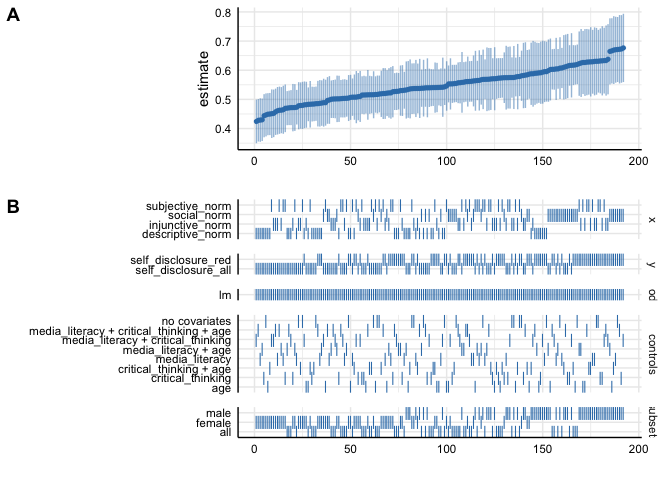 A
0.8
0.7
0.6
0.5
0.4
estimate
0 50 100 150 200
B
subjective_norm
social_norm
injunctive_norm
descriptive_norm
x
self_disclosure_red
self_disclosure_all
y
lm
od
no covariates
media_literacy + critical_thinking + age
media_literacy + critical_thinking
media_literacy + age
media_literacy
critical_thinking + age
critical_thinking
age
controls
male
female
all
ubset
0 50 100 150 200